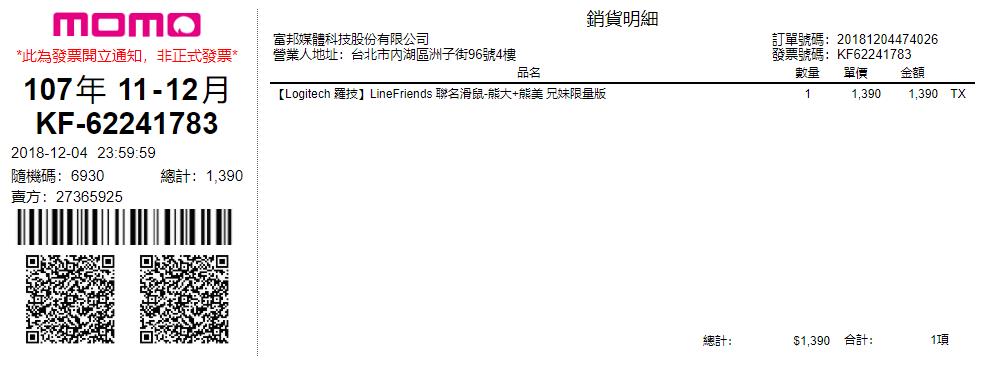 momo
*此為發票開立通知，非正式發票*
107年 11-12月
KF-62241783
2018-12-04 23:59:59
隨機碼：6930 總計：1,390
賣方：27365925
銷貨明細
富邦媒體科技股份有限公司 訂單號碼：20181204474026
營業人地址：台北市內湖區洲子街96號4樓 發票號碼：KF62241783
品名 數量 單價 金額
【Logitech 羅技】LineFriends 聯名滑鼠-熊大+熊美 兄妹限量版 1 1,390 1,390 TX
總計： $1,390 合計： 1項